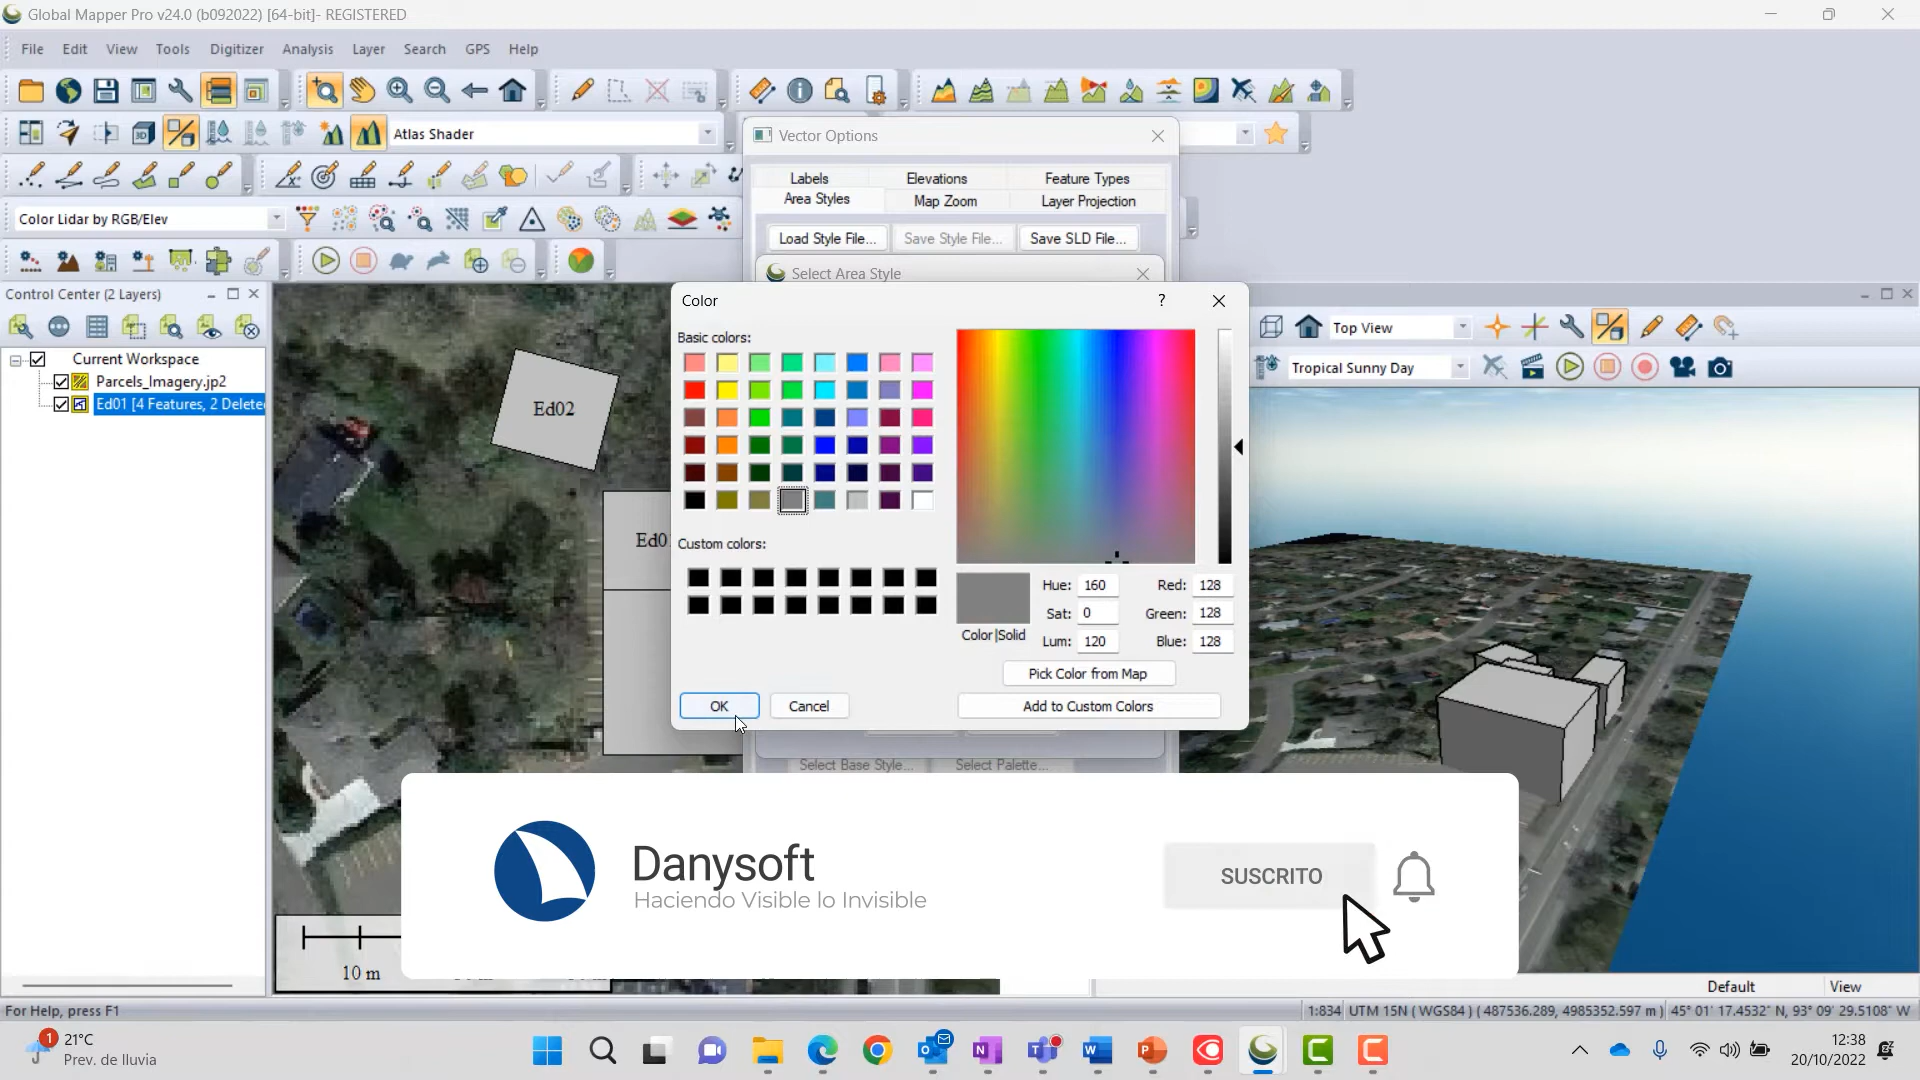 Global Mapper Pro v24.0 (b092022) [64-bit]- REGISTERED
File Edit View Tools Digitizer Analysis Layer Search GPS Help
Atlas Shader
Vector Options
Labels Elevations Feature Types
Area Styles Map Zoom Layer Projection
Color Lidar by RGB/Elev
Load Style File... Save Style File... Save SLD File...
Select Area Style
Control Center (2 Layers)
Color
?
Basic colors:
Top View
Current Workspace
Tropical Sunny Day
Parcels_Imagery.jp2
Ed01 [4 Features, 2 Delete
Ed02
Ed0
Custom colors:
Hue: 160 Red: 128
Sat: 0 Green: 128
Color|Solid
Lum: 120 Blue: 128
Pick Color from Map
OK Cancel Add to Custom Colors
Select Base Style... Select Palette...
Danysoft
Haciendo Visible lo Invisible
SUSCRITO
10 m
Default View
For Help, press F1
1:834 UTM 15N ( WGS84 ) ( 487536.289, 4985352.597 m ) 45° 01' 17.4532" N, 93° 09' 29.5108" W
1
21°C
Prev. de lluvia
12:38
20/10/2022